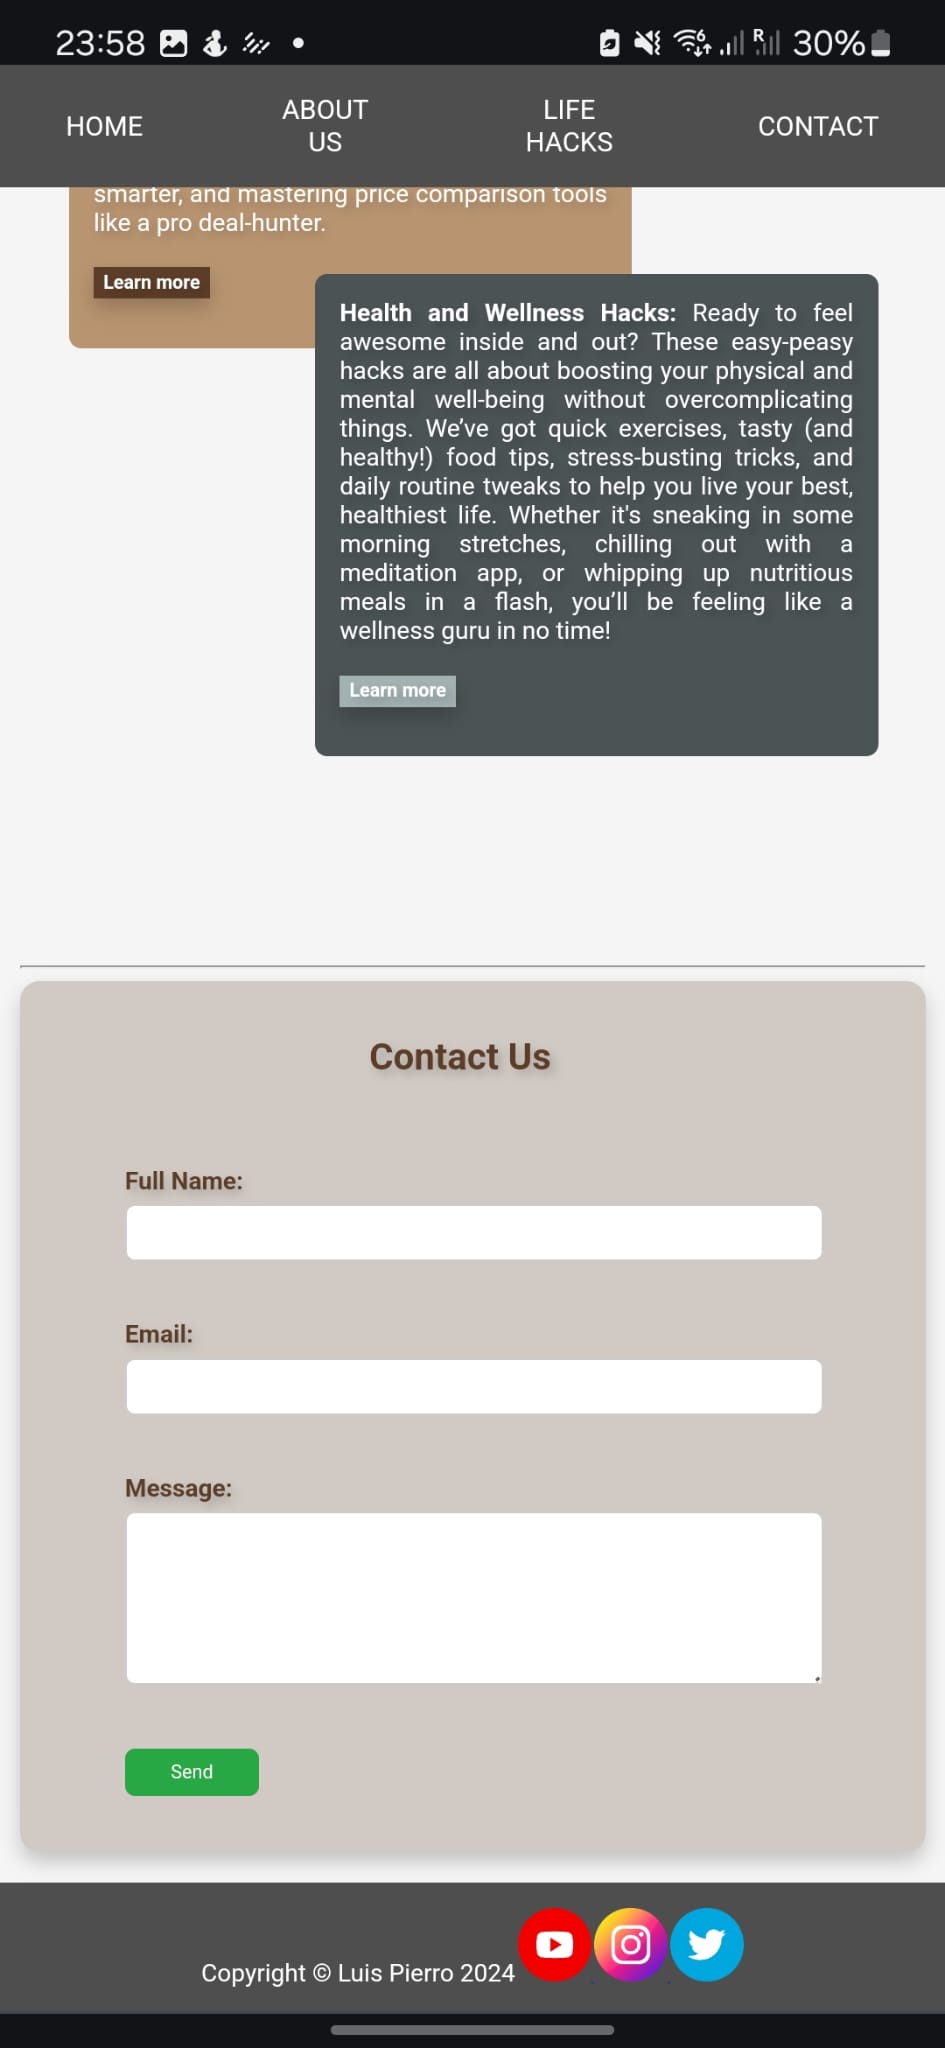 23:58 6 R 30%
HOME ABOUT US LIFE HACKS CONTACT
smarter, and mastering price comparison tools
like a pro deal-hunter.
Learn more
Health and Wellness Hacks: Ready to feel
awesome inside and out? These easy-peasy
hacks are all about boosting your physical and
mental well-being without overcomplicating
things. We’ve got quick exercises, tasty (and
healthy!) food tips, stress-busting tricks, and
daily routine tweaks to help you live your best,
healthiest life. Whether it's sneaking in some
morning stretches, chilling out with a
meditation app, or whipping up nutritious
meals in a flash, you’ll be feeling like a
wellness guru in no time!
Learn more
Contact Us
Full Name:
Email:
Message:
Send
Copyright © Luis Pierro 2024